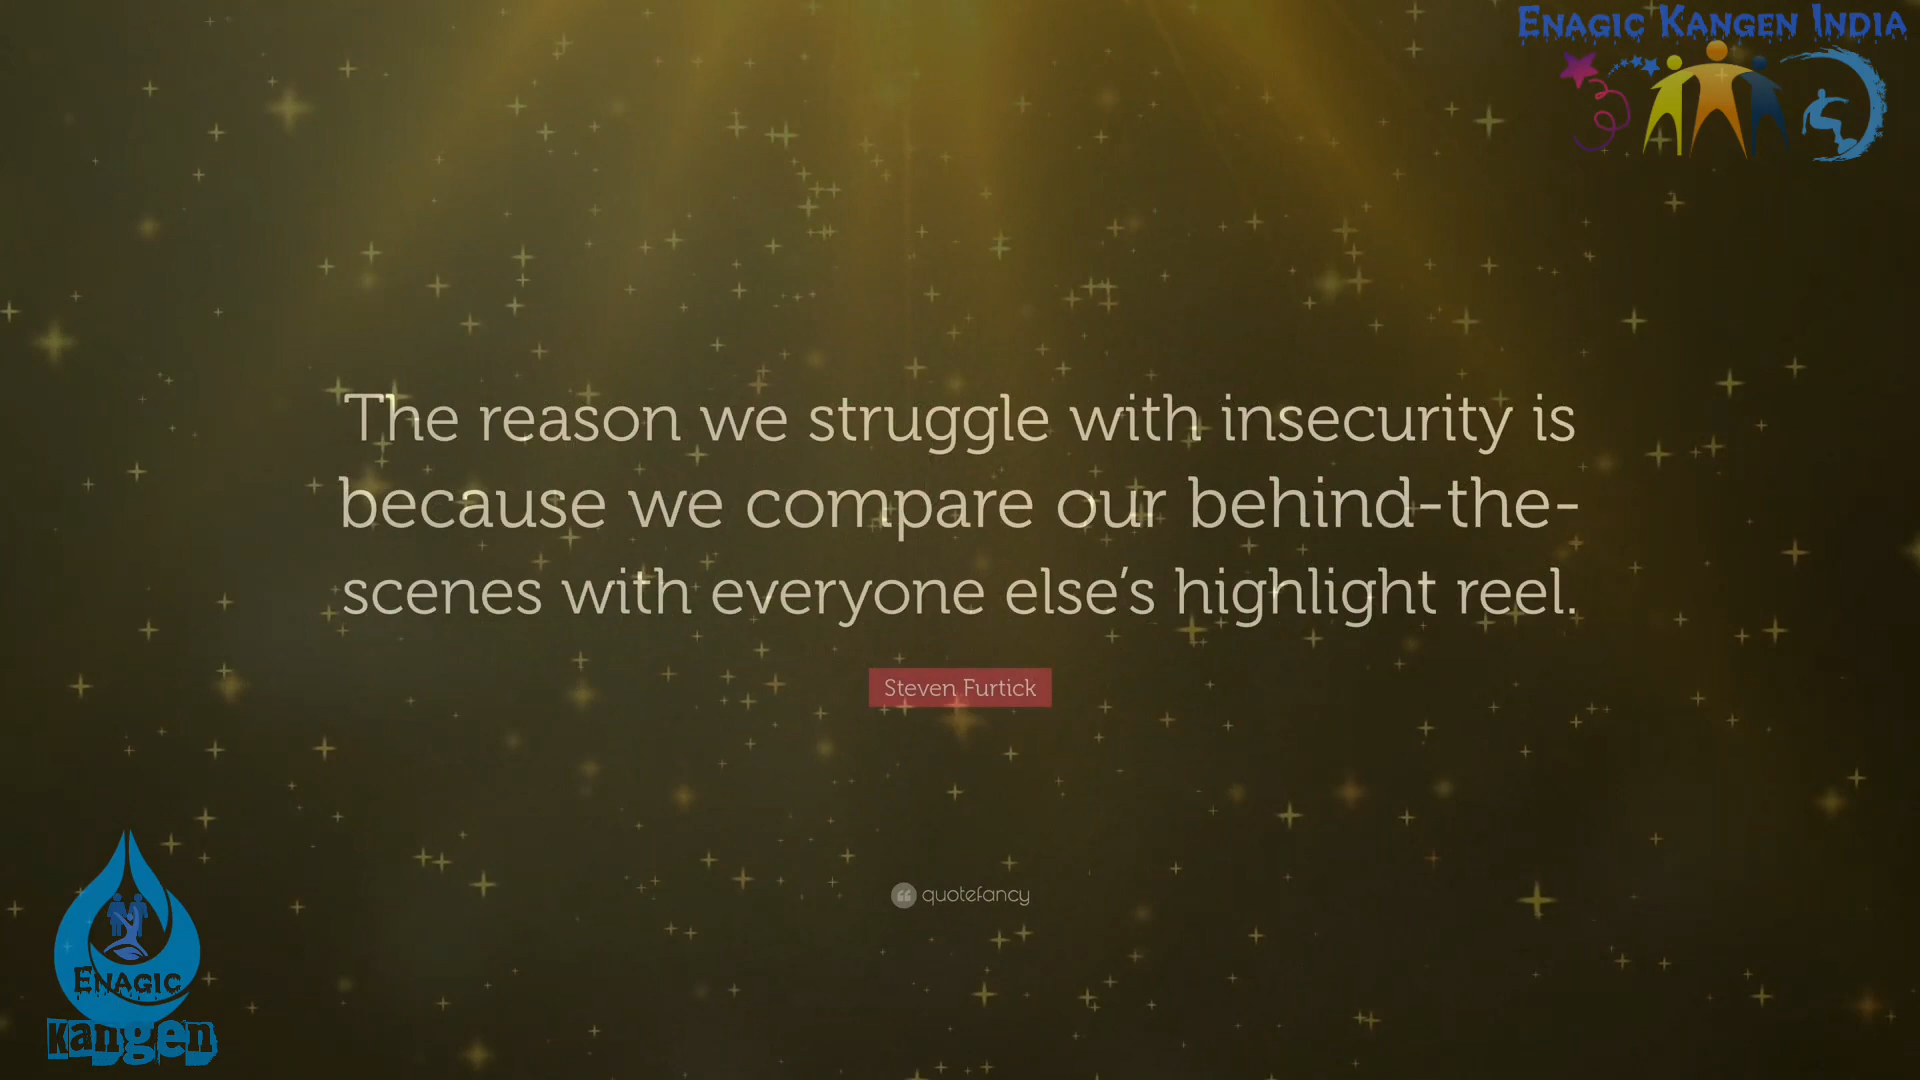 Enagic Kangen India
The reason we struggle with insecurity is
because we compare our behind-the-
scenes with everyone else’s highlight reel.
Steven Furtick
quotefancy
Enagic
Kangen